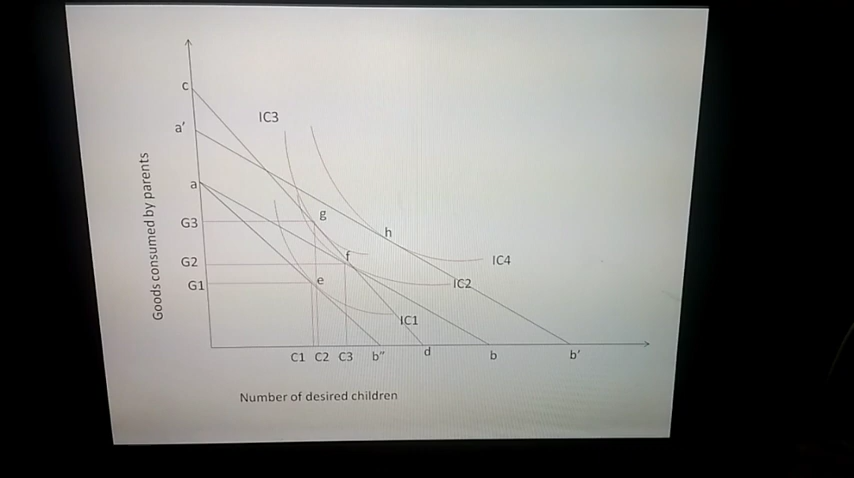 c
IC3
a'
a
g
G3
h
f
G2
IC4
G1
e
IC2
IC1
C1 C2 C3 b" d b b'
Goods consumed by parents
Number of desired children